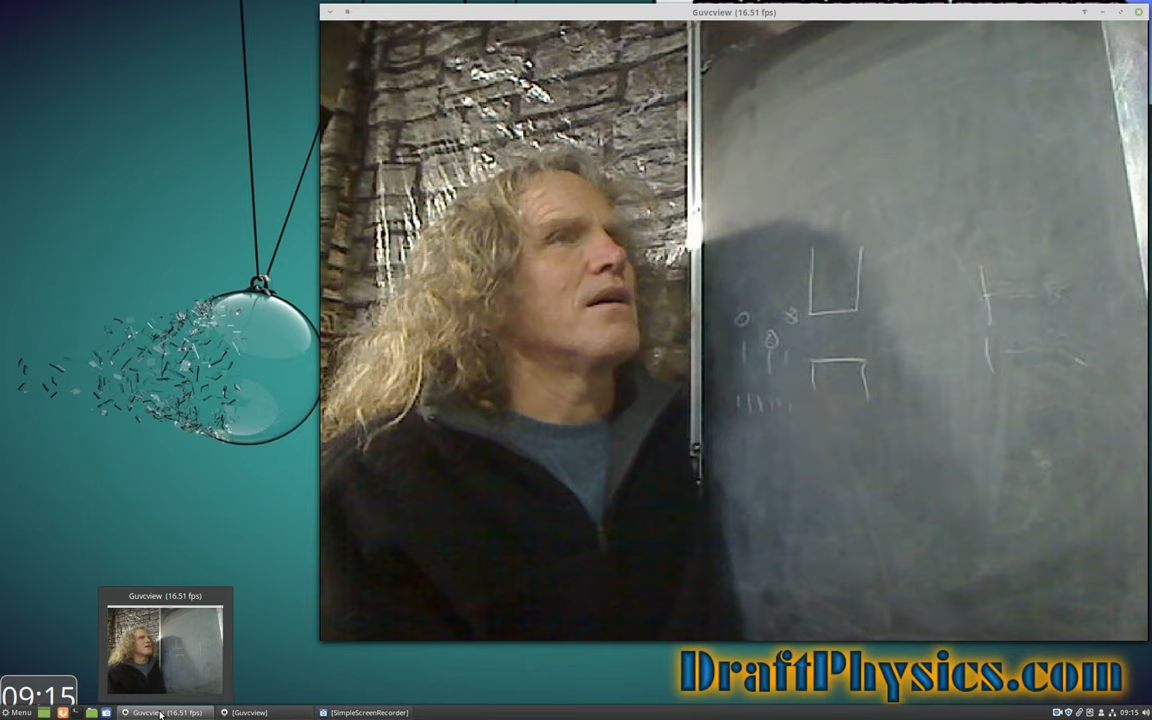 Guvcview (16.51 fps)
Guvcview (16.51 fps)
DraftPhysics.com
09:15
Menu
Guvcview (16.51 fps)
[Guvcview]
[SimpleScreenRecorder]
09:15